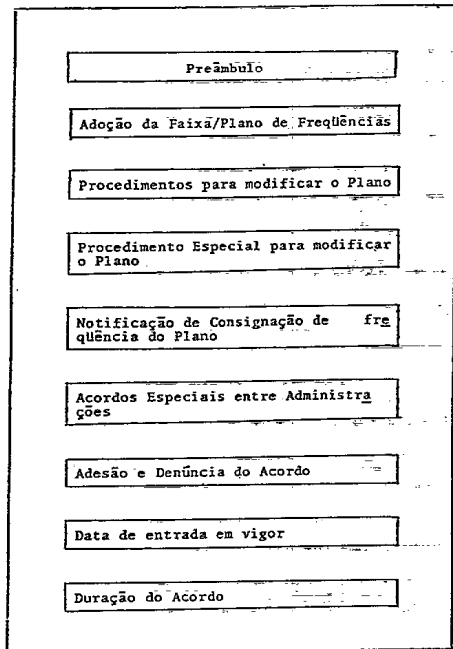 Preâmbulo
Adoção da Faixa/Plano de Freqüências
Procedimentos para modificar o Plano
Procedimento Especial para modificar
o Plano
Notificação de Consignação de fre
qüência do Plano
Acordos Especiais entre Administra
ções
Adesão e Denúncia do Acordo
Data de entrada em vigor
Duração do Acordo